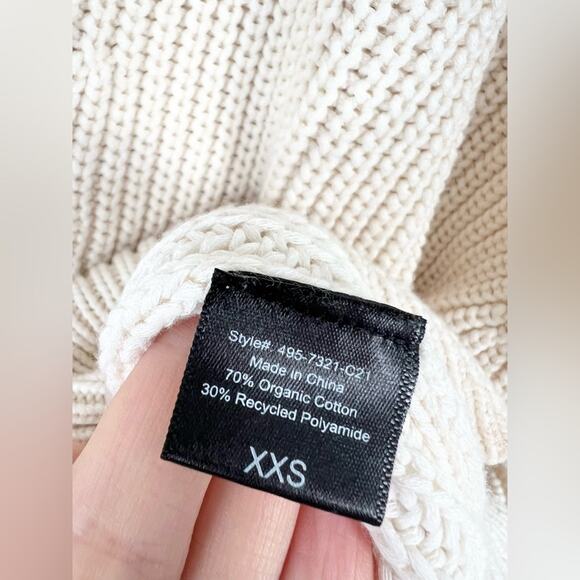 Style#: 495-7321-C21
Made in China
70% Organic Cotton
30% Recycled Polyamide
XXS